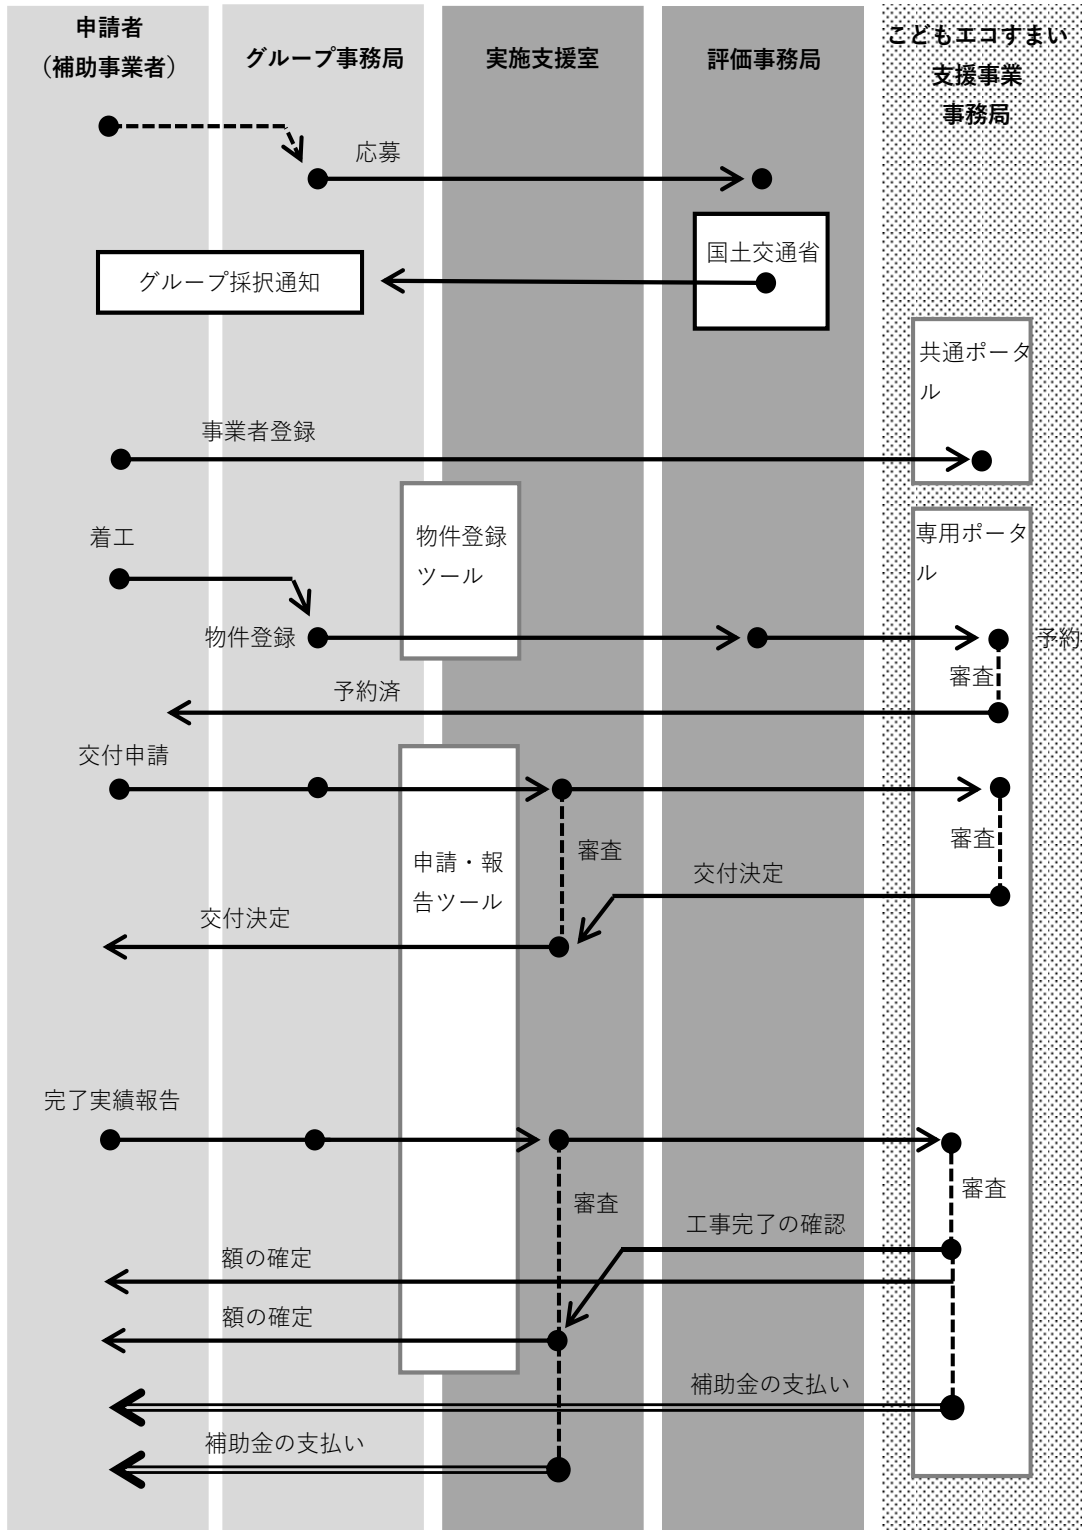 申請者
（補助事業者）
グループ事務局
実施支援室
評価事務局
こどもエコすまい
支援事業
事務局
応募
国土交通省
グループ採択通知
共通ポータ
ル
事業者登録
着工
物件登録
ツール
専用ポータ
ル
物件登録
予約
審査
予約済
交付申請
審査
審査
申請・報
告ツール
交付決定
交付決定
完了実績報告
審査
審査
工事完了の確認
額の確定
額の確定
補助金の支払い
補助金の支払い